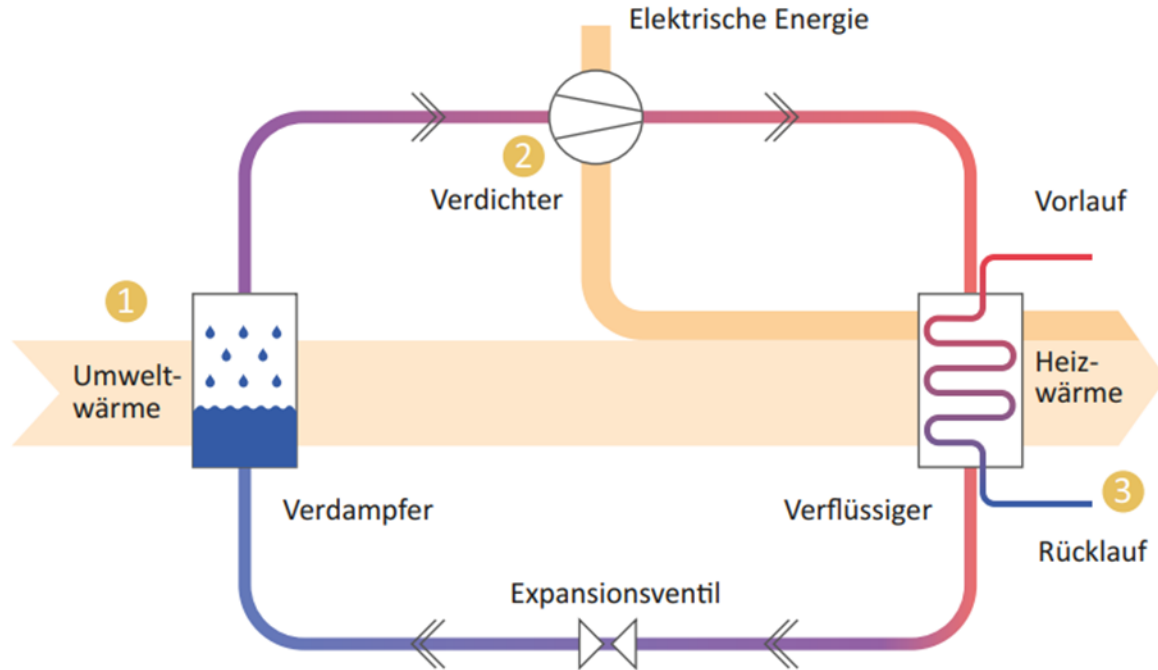 Elektrische Energie
2
Verdichter
Vorlauf
1
Umwelt-
wärme
Heiz-
wärme
Verdampfer
Verflüssiger
3
Rücklauf
Expansionsventil